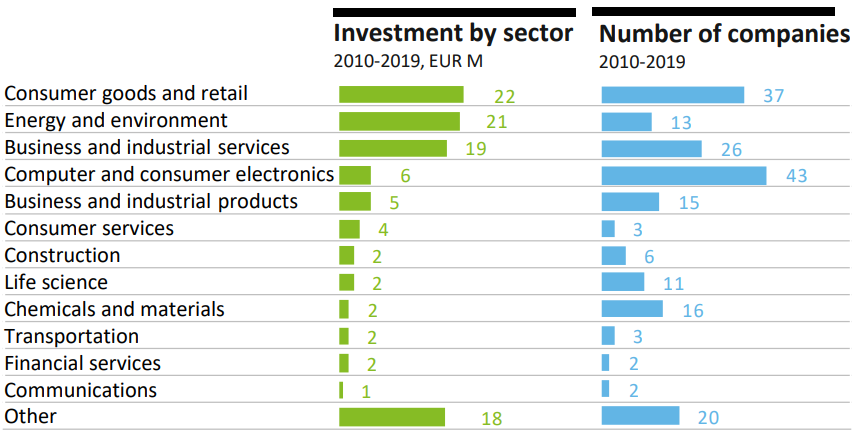 Investment by sector Number of companies
2010-2019, EUR M 2010-2019
Consumer goods and retail 22 37
Energy and environment 21 13
Business and industrial services 19 26
Computer and consumer electronics 6 43
Business and industrial products 5 15
Consumer services 4 3
Construction 2 6
Life science 2 11
Chemicals and materials 2 16
Transportation 2 3
Financial services 2 2
Communications 1 2
Other 18 20